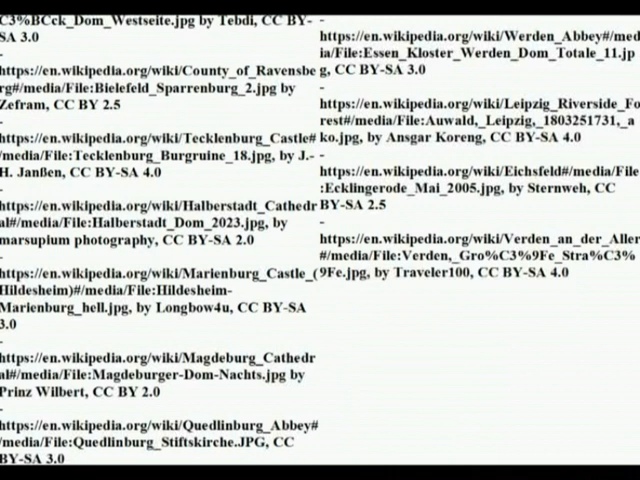 C3%BCck_Dom_Westseite.jpg by Tebdi, CC BY-
SA 3.0
-
https://en.wikipedia.org/wiki/County_of_Ravensbe
rg#/media/File:Bielefeld_Sparrenburg_2.jpg by
Zefram, CC BY 2.5
-
https://en.wikipedia.org/wiki/Tecklenburg_Castle#
/media/File:Tecklenburg_Burgruine_18.jpg, by J.-
H. Janßen, CC BY-SA 4.0
-
https://en.wikipedia.org/wiki/Halberstadt_Cathedr
al#/media/File:Halberstadt_Dom_2023.jpg, by
marsupium photography, CC BY-SA 2.0
-
https://en.wikipedia.org/wiki/Marienburg_Castle_(
Hildesheim)#/media/File:Hildesheim-
Marienburg_hell.jpg, by Longbow4u, CC BY-SA
3.0
-
https://en.wikipedia.org/wiki/Magdeburg_Cathedr
al#/media/File:Magdeburger-Dom-Nachts.jpg by
Prinz Wilbert, CC BY 2.0
-
https://en.wikipedia.org/wiki/Quedlinburg_Abbey#
/media/File:Quedlinburg_Stiftskirche.JPG, CC
BY-SA 3.0
-
https://en.wikipedia.org/wiki/Werden_Abbey#/med
ia/File:Essen_Kloster_Werden_Dom_Totale_11.jp
g, CC BY-SA 3.0
-
https://en.wikipedia.org/wiki/Leipzig_Riverside_Fo
rest#/media/File:Auwald,_Leipzig,_1803251731,_a
ko.jpg, by Ansgar Koreng, CC BY-SA 4.0
-
https://en.wikipedia.org/wiki/Eichsfeld#/media/File
:Ecklingerode_Mai_2005.jpg, by Sternweh, CC
BY-SA 2.5
-
https://en.wikipedia.org/wiki/Verden_an_der_Aller
#/media/File:Verden,_Gro%C3%9Fe_Stra%C3%
9Fe.jpg, by Traveler100, CC BY-SA 4.0